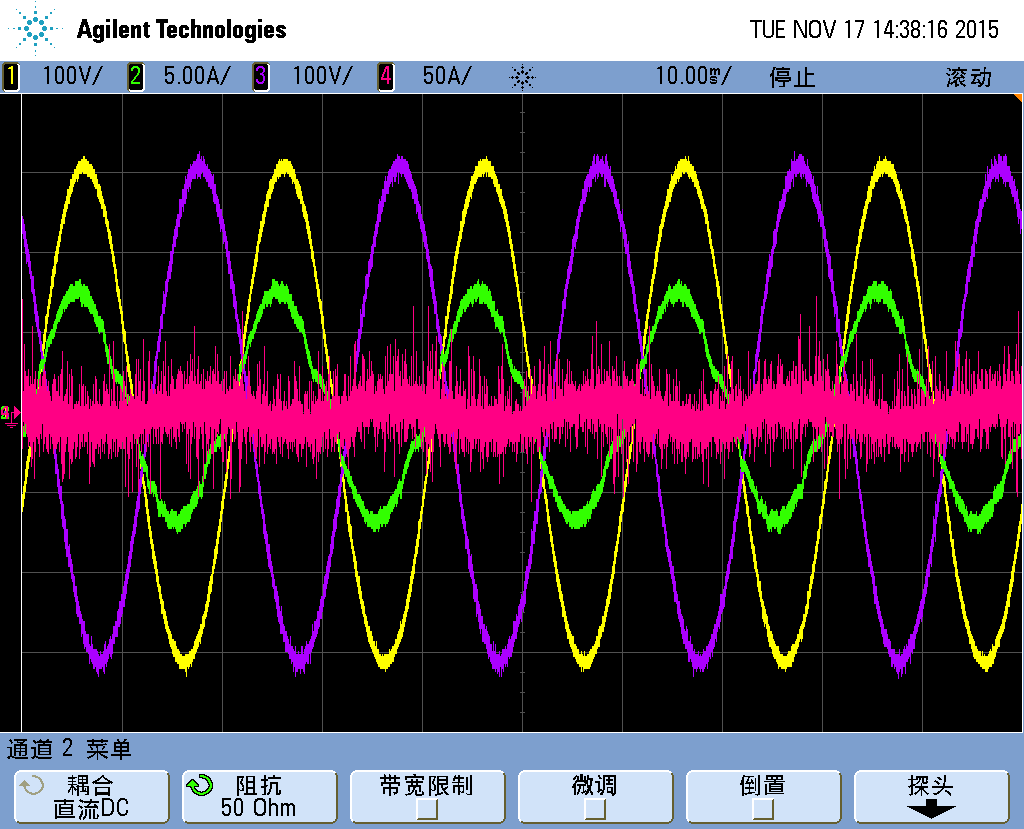 Agilent Technologies TUE NOV 17 14:38:16 2015
1 100V/ 2 5.00A/ 3 100V/ 4 50A/ 10.00ms/ 停止 滚动
通道 2 菜单
耦合 阻抗 带宽限制 微调 倒置 探头
直流DC 50 Ohm